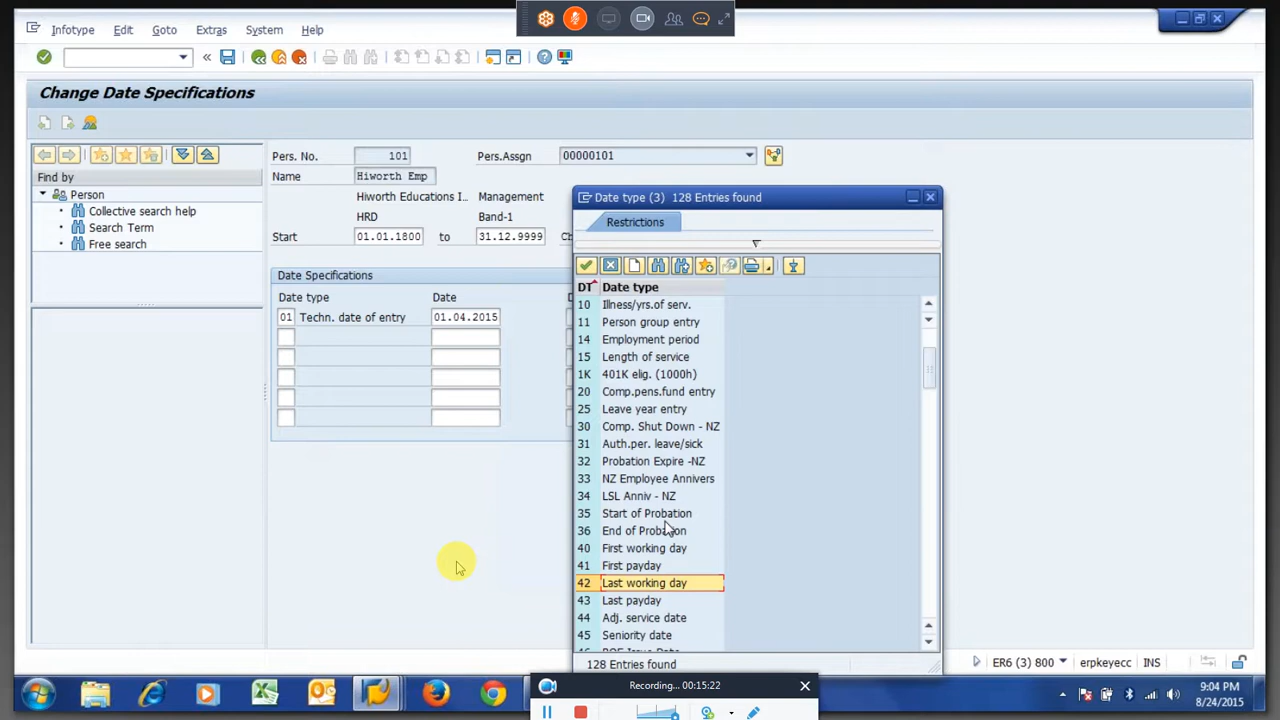 Infotype Edit Goto Extras System Help
Change Date Specifications
Find by
Person
Collective search help
Search Term
Free search
Pers. No. 101 Pers.Assgn 00000101
Name Hiworth Emp
Hiworth Educations I... Management
HRD Band-1
Start 01.01.1800 to 31.12.9999
Date Specifications
Date type Date
01 Techn. date of entry 01.04.2015
Date type (3) 128 Entries found
Restrictions
DT Date type
10 Illness/yrs.of serv.
11 Person group entry
14 Employment period
15 Length of service
1K 401K elig. (1000h)
20 Comp.pens.fund entry
25 Leave year entry
30 Comp. Shut Down - NZ
31 Auth.per. leave/sick
32 Probation Expire -NZ
33 NZ Employee Annivers
34 LSL Anniv - NZ
35 Start of Probation
36 End of Probation
40 First working day
41 First payday
42 Last working day
43 Last payday
44 Adj. service date
45 Seniority date
128 Entries found
ER6 (3) 800 erpkeyecc INS
Recording... 00:15:22
9:04 PM
8/24/2015